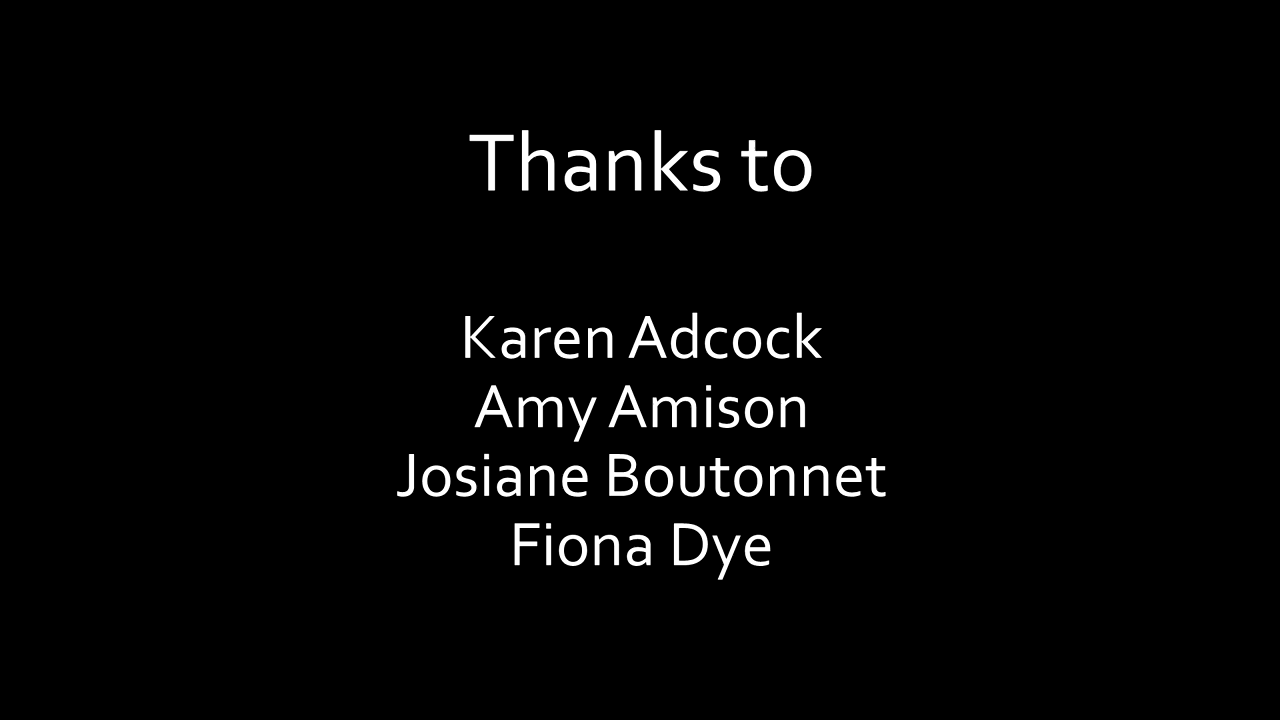 Thanks to
Karen Adcock
Amy Amison
Josiane Boutonnet
Fiona Dye